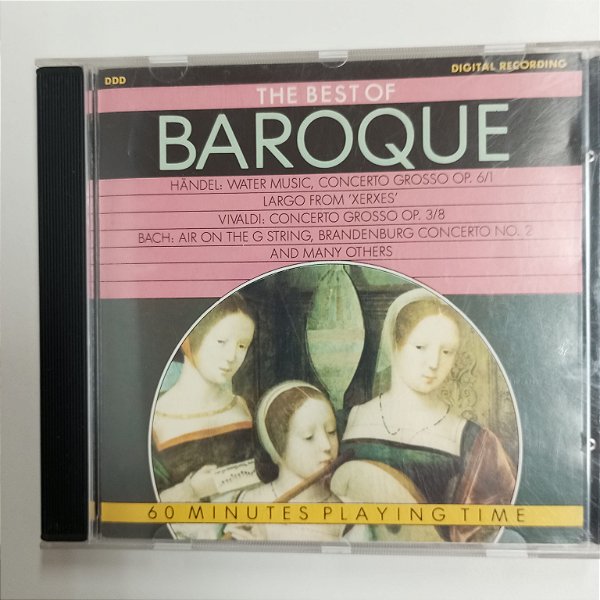 DDD DIGITAL RECORDING
THE BEST OF
BAROQUE
HÄNDEL: WATER MUSIC, CONCERTO GROSSO OP. 6/1
LARGO FROM 'XERXES'
VIVALDI: CONCERTO GROSSO OP. 3/8
BACH: AIR ON THE G STRING, BRANDENBURG CONCERTO NO. 2
AND MANY OTHERS
60 MINUTES PLAYING TIME